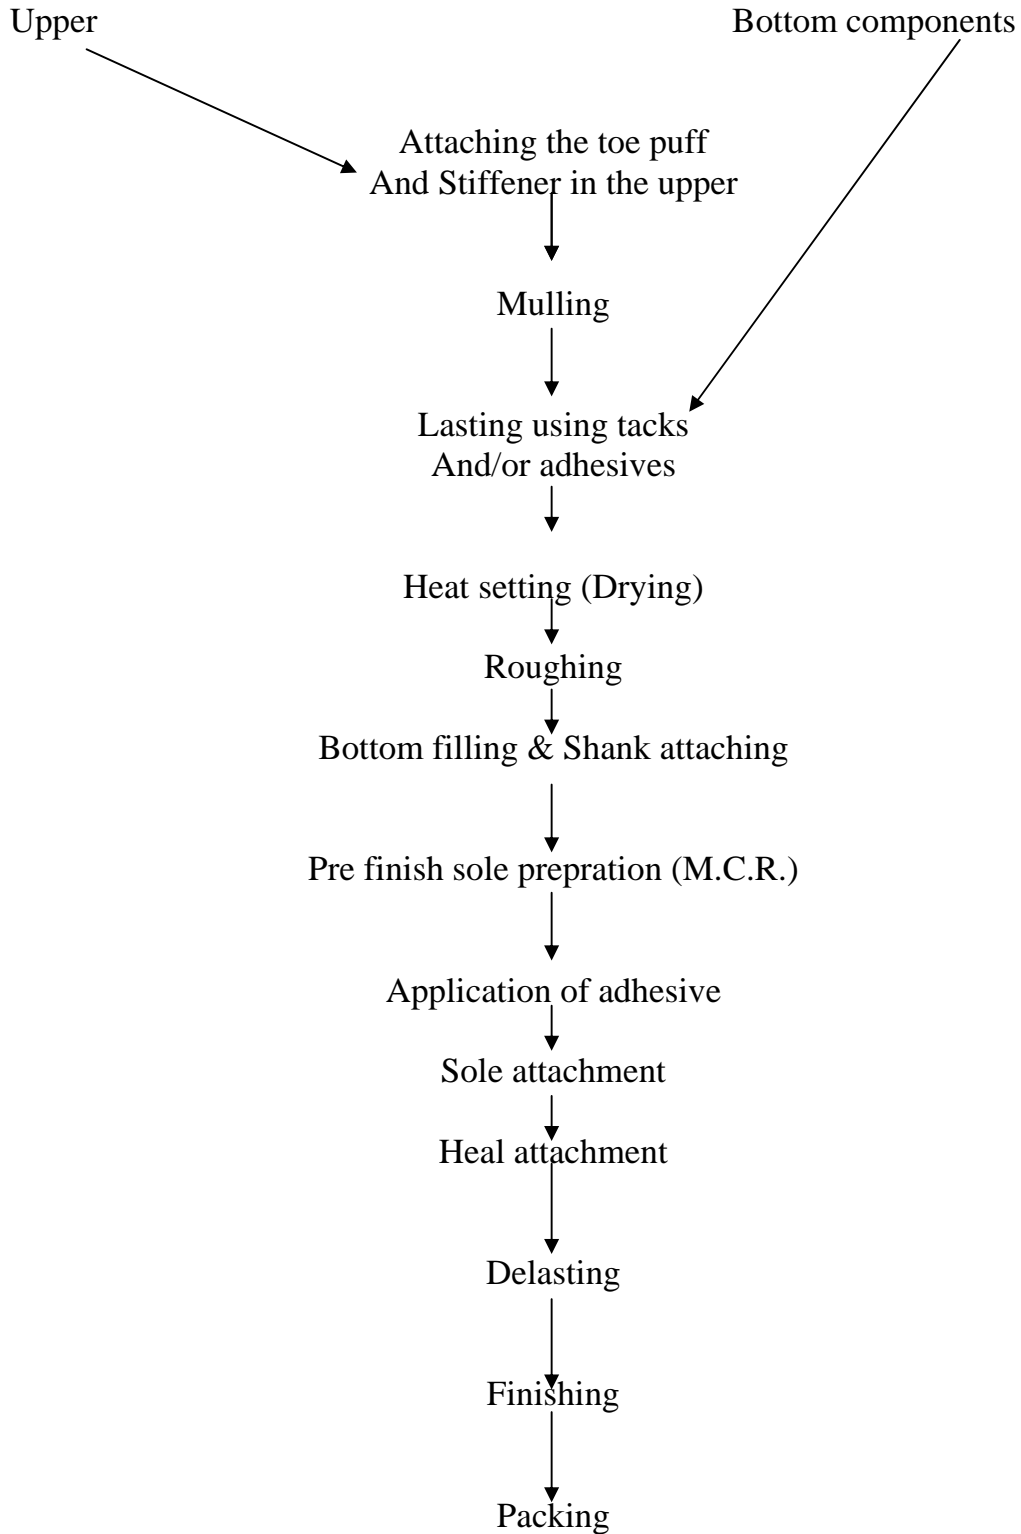 Upper
Bottom components
Attaching the toe puff
And Stiffener in the upper
Mulling
Lasting using tacks
And/or adhesives
Heat setting (Drying)
Roughing
Bottom filling & Shank attaching
Pre finish sole prepration (M.C.R.)
Application of adhesive
Sole attachment
Heal attachment
Delasting
Finishing
Packing